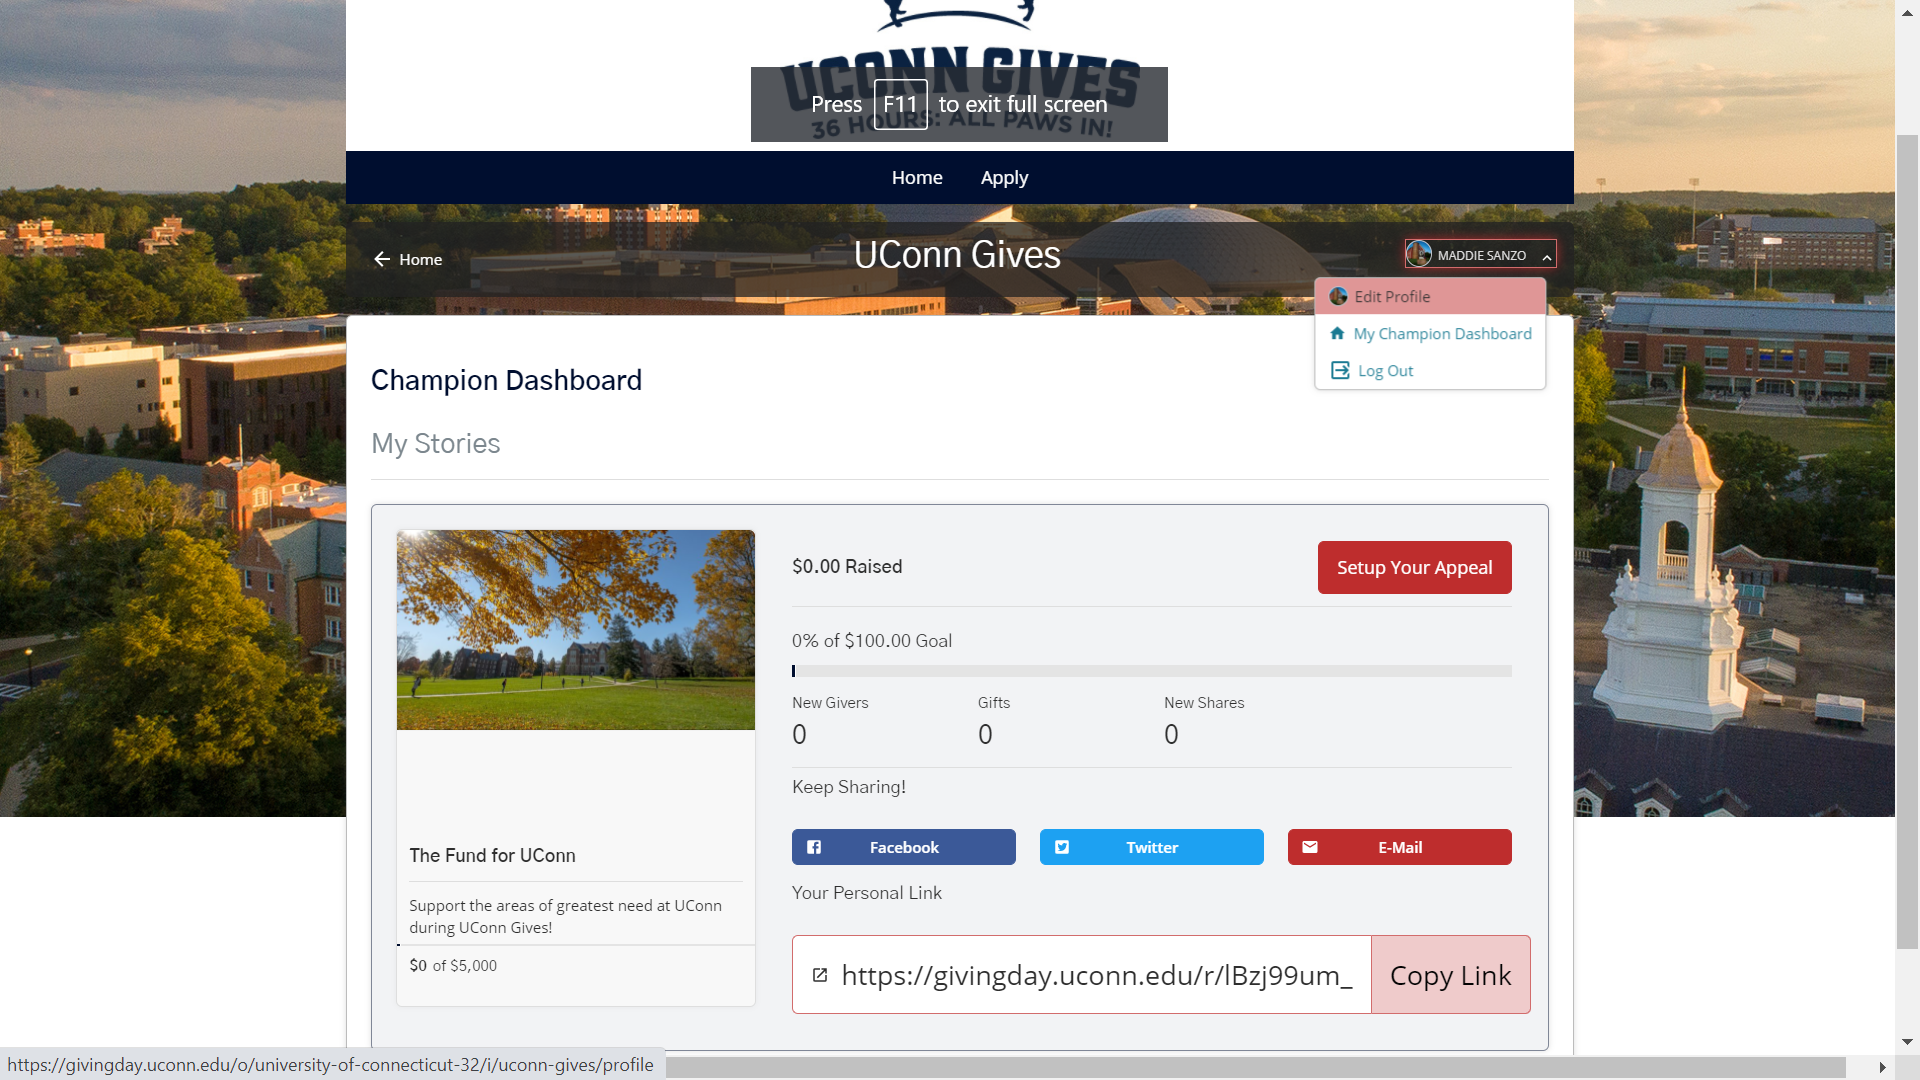 UCONN GIVES
Press F11 to exit full screen
36 HOURS: ALL PAWS IN!
Home Apply
Home
UConn Gives
MADDIE SANZO
Edit Profile
My Champion Dashboard
Log Out
Champion Dashboard
My Stories
$0.00 Raised
Setup Your Appeal
0% of $100.00 Goal
New Givers Gifts New Shares
0 0 0
Keep Sharing!
Facebook Twitter E-Mail
Your Personal Link
https://givingday.uconn.edu/r/lBzj99um_
Copy Link
The Fund for UConn
Support the areas of greatest need at UConn
during UConn Gives!
$0 of $5,000
https://givingday.uconn.edu/o/university-of-connecticut-32/i/uconn-gives/profile